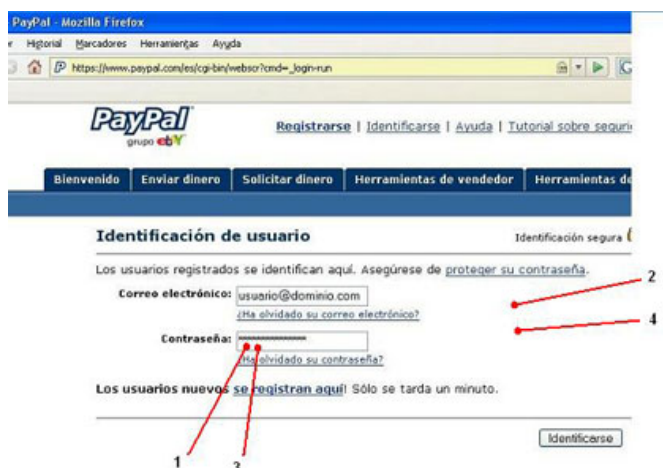 PayPal - Mozilla Firefox
Historial Marcadores Herramientas Ayuda
https://www.paypal.com/es/cgi-bin/webscr?cmd=_login-run
G
PayPal
grupo ebY
Registrarse | Identificarse | Ayuda | Tutorial sobre
Bienvenido Enviar dinero Solicitar dinero Herramientas de vendedor Herramientas
Identificación de usuario
Identificación segura
Los usuarios registrados se identifican aquí. Asegúrese de proteger su contraseña.
2
Correo electrónico: usuario@dominio.com
¿Ha olvidado su correo electrónico?
4
Contraseña:
¿Ha olvidado su contraseña?
Los usuarios nuevos se registran aquí! Sólo se tarda un minuto.
Identificarse
1 3